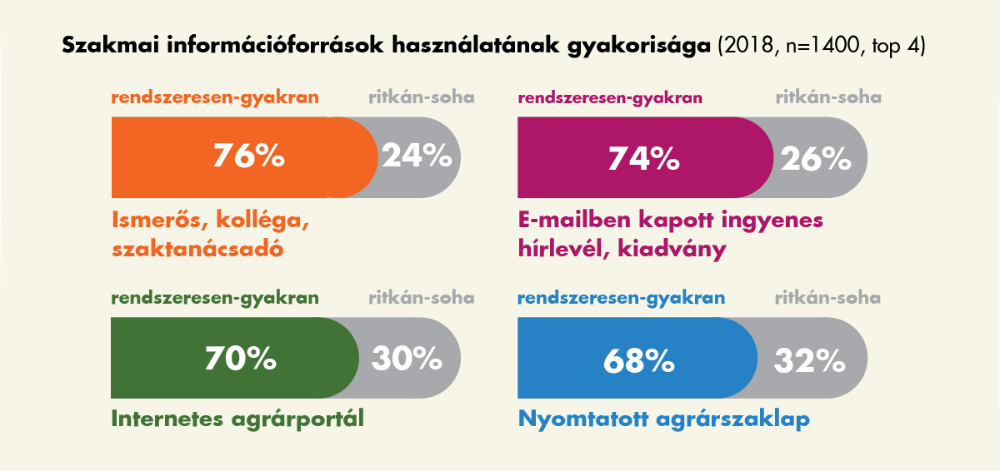 Szakmai információforrások használatának gyakorisága (2018, n=1400, top 4)
rendszeresen-gyakran ritkán-soha
76% 24%
Ismerős, kolléga,
szaktanácsadó
rendszeresen-gyakran ritkán-soha
74% 26%
E-mailben kapott ingyenes
hírlevél, kiadvány
rendszeresen-gyakran ritkán-soha
70% 30%
Internetes agrárportál
rendszeresen-gyakran ritkán-soha
68% 32%
Nyomtatott agrárszaklap